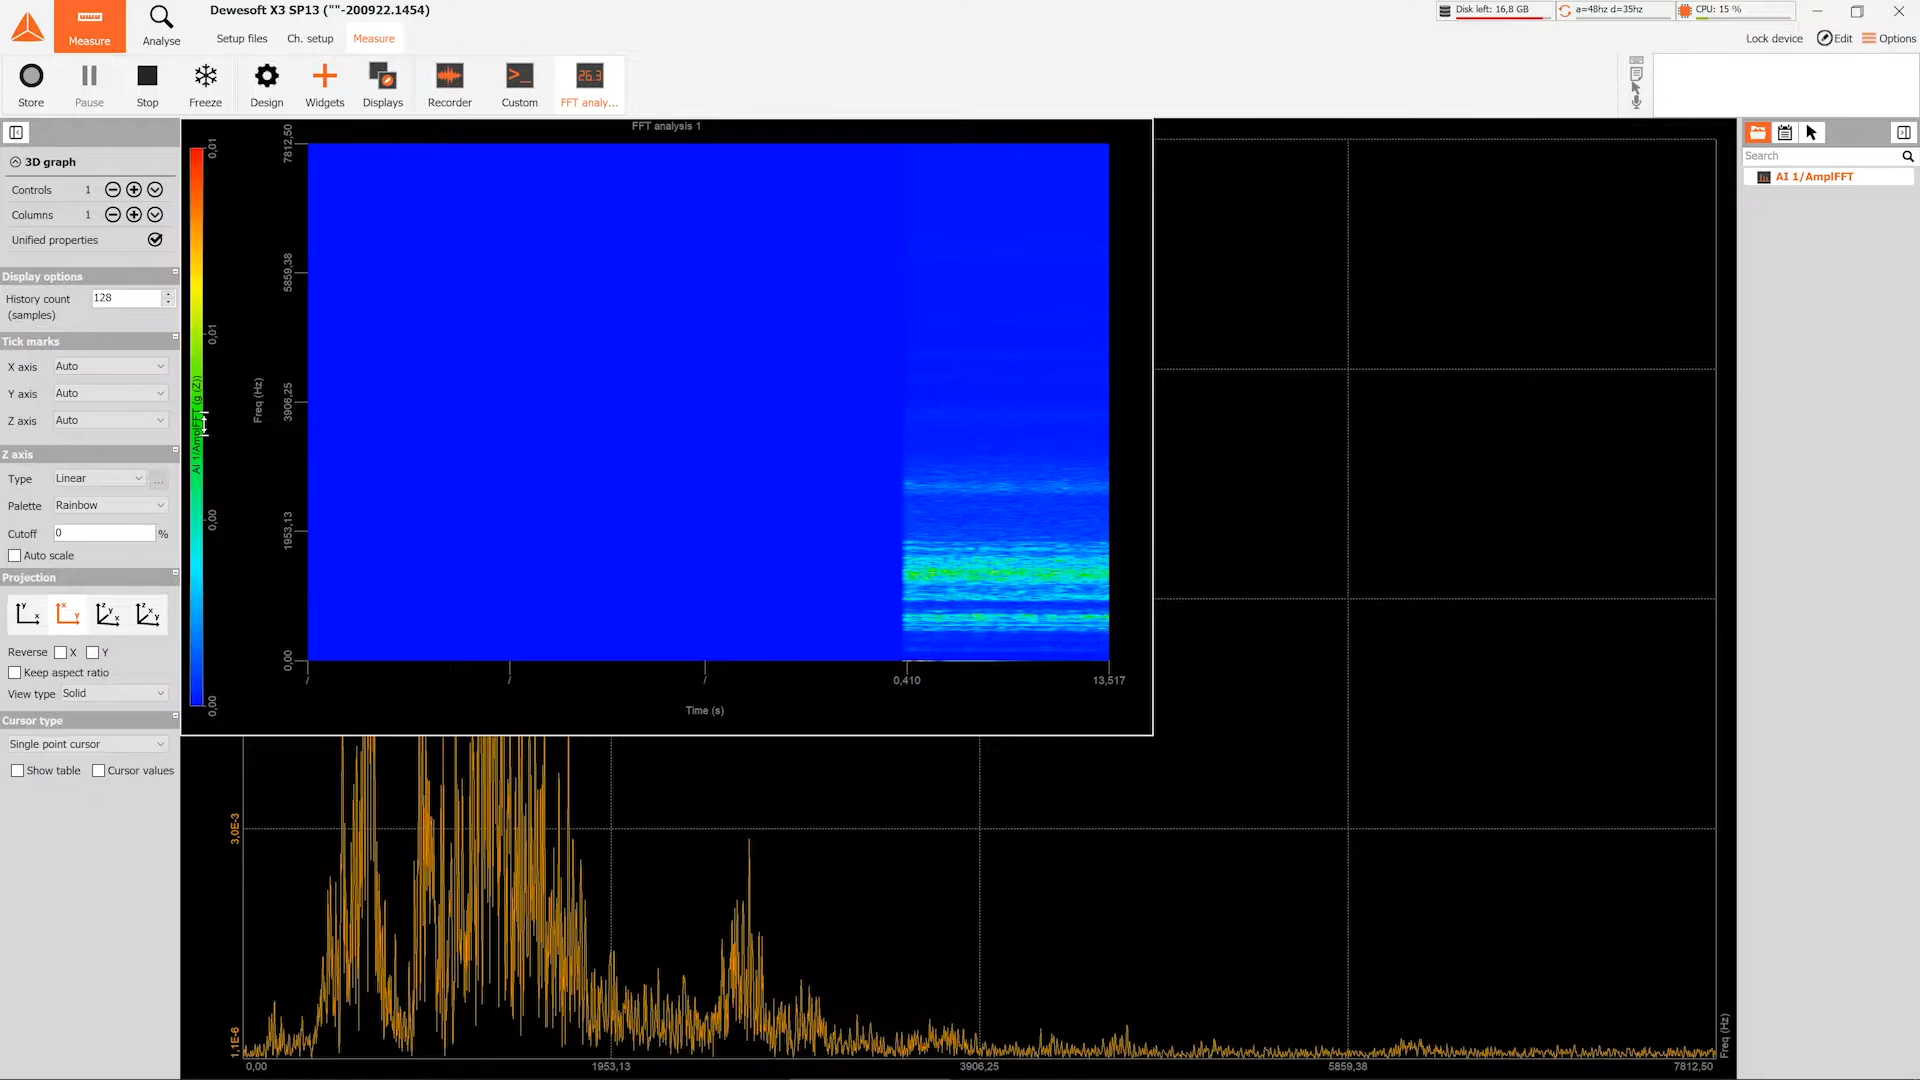 Dewesoft X3 SP13 (""-200922.1454)
Disk left: 16,8 GB
a=48hz d=35hz
CPU: 15 %
Measure
Analyse
Setup files
Ch. setup
Measure
Lock device
Edit
Options
Store
Pause
Stop
Freeze
Design
Widgets
Displays
Recorder
Custom
26.3
FFT analy...
3D graph
Controls 1
Columns 1
Unified properties
Display options
History count (samples) 128
Tick marks
X axis Auto
Y axis Auto
Z axis Auto
Z axis
Type Linear ...
Palette Rainbow
Cutoff 0 %
Auto scale
Projection
Reverse X Y
Keep aspect ratio
View type Solid
Cursor type
Single point cursor
Show table Cursor values
FFT analysis 1
0,01
0,01
0,00
0,00
AI 1/AmplFFT (g (Z))
7812,50
5859,38
3906,25
1953,13
0,00
Freq (Hz)
/ / / 0,410 13,517
Time (s)
3,0E-3
1,1E-6
0,00 1953,13 3906,25 5859,38 7812,50
Freq (Hz)
Search
AI 1/AmplFFT